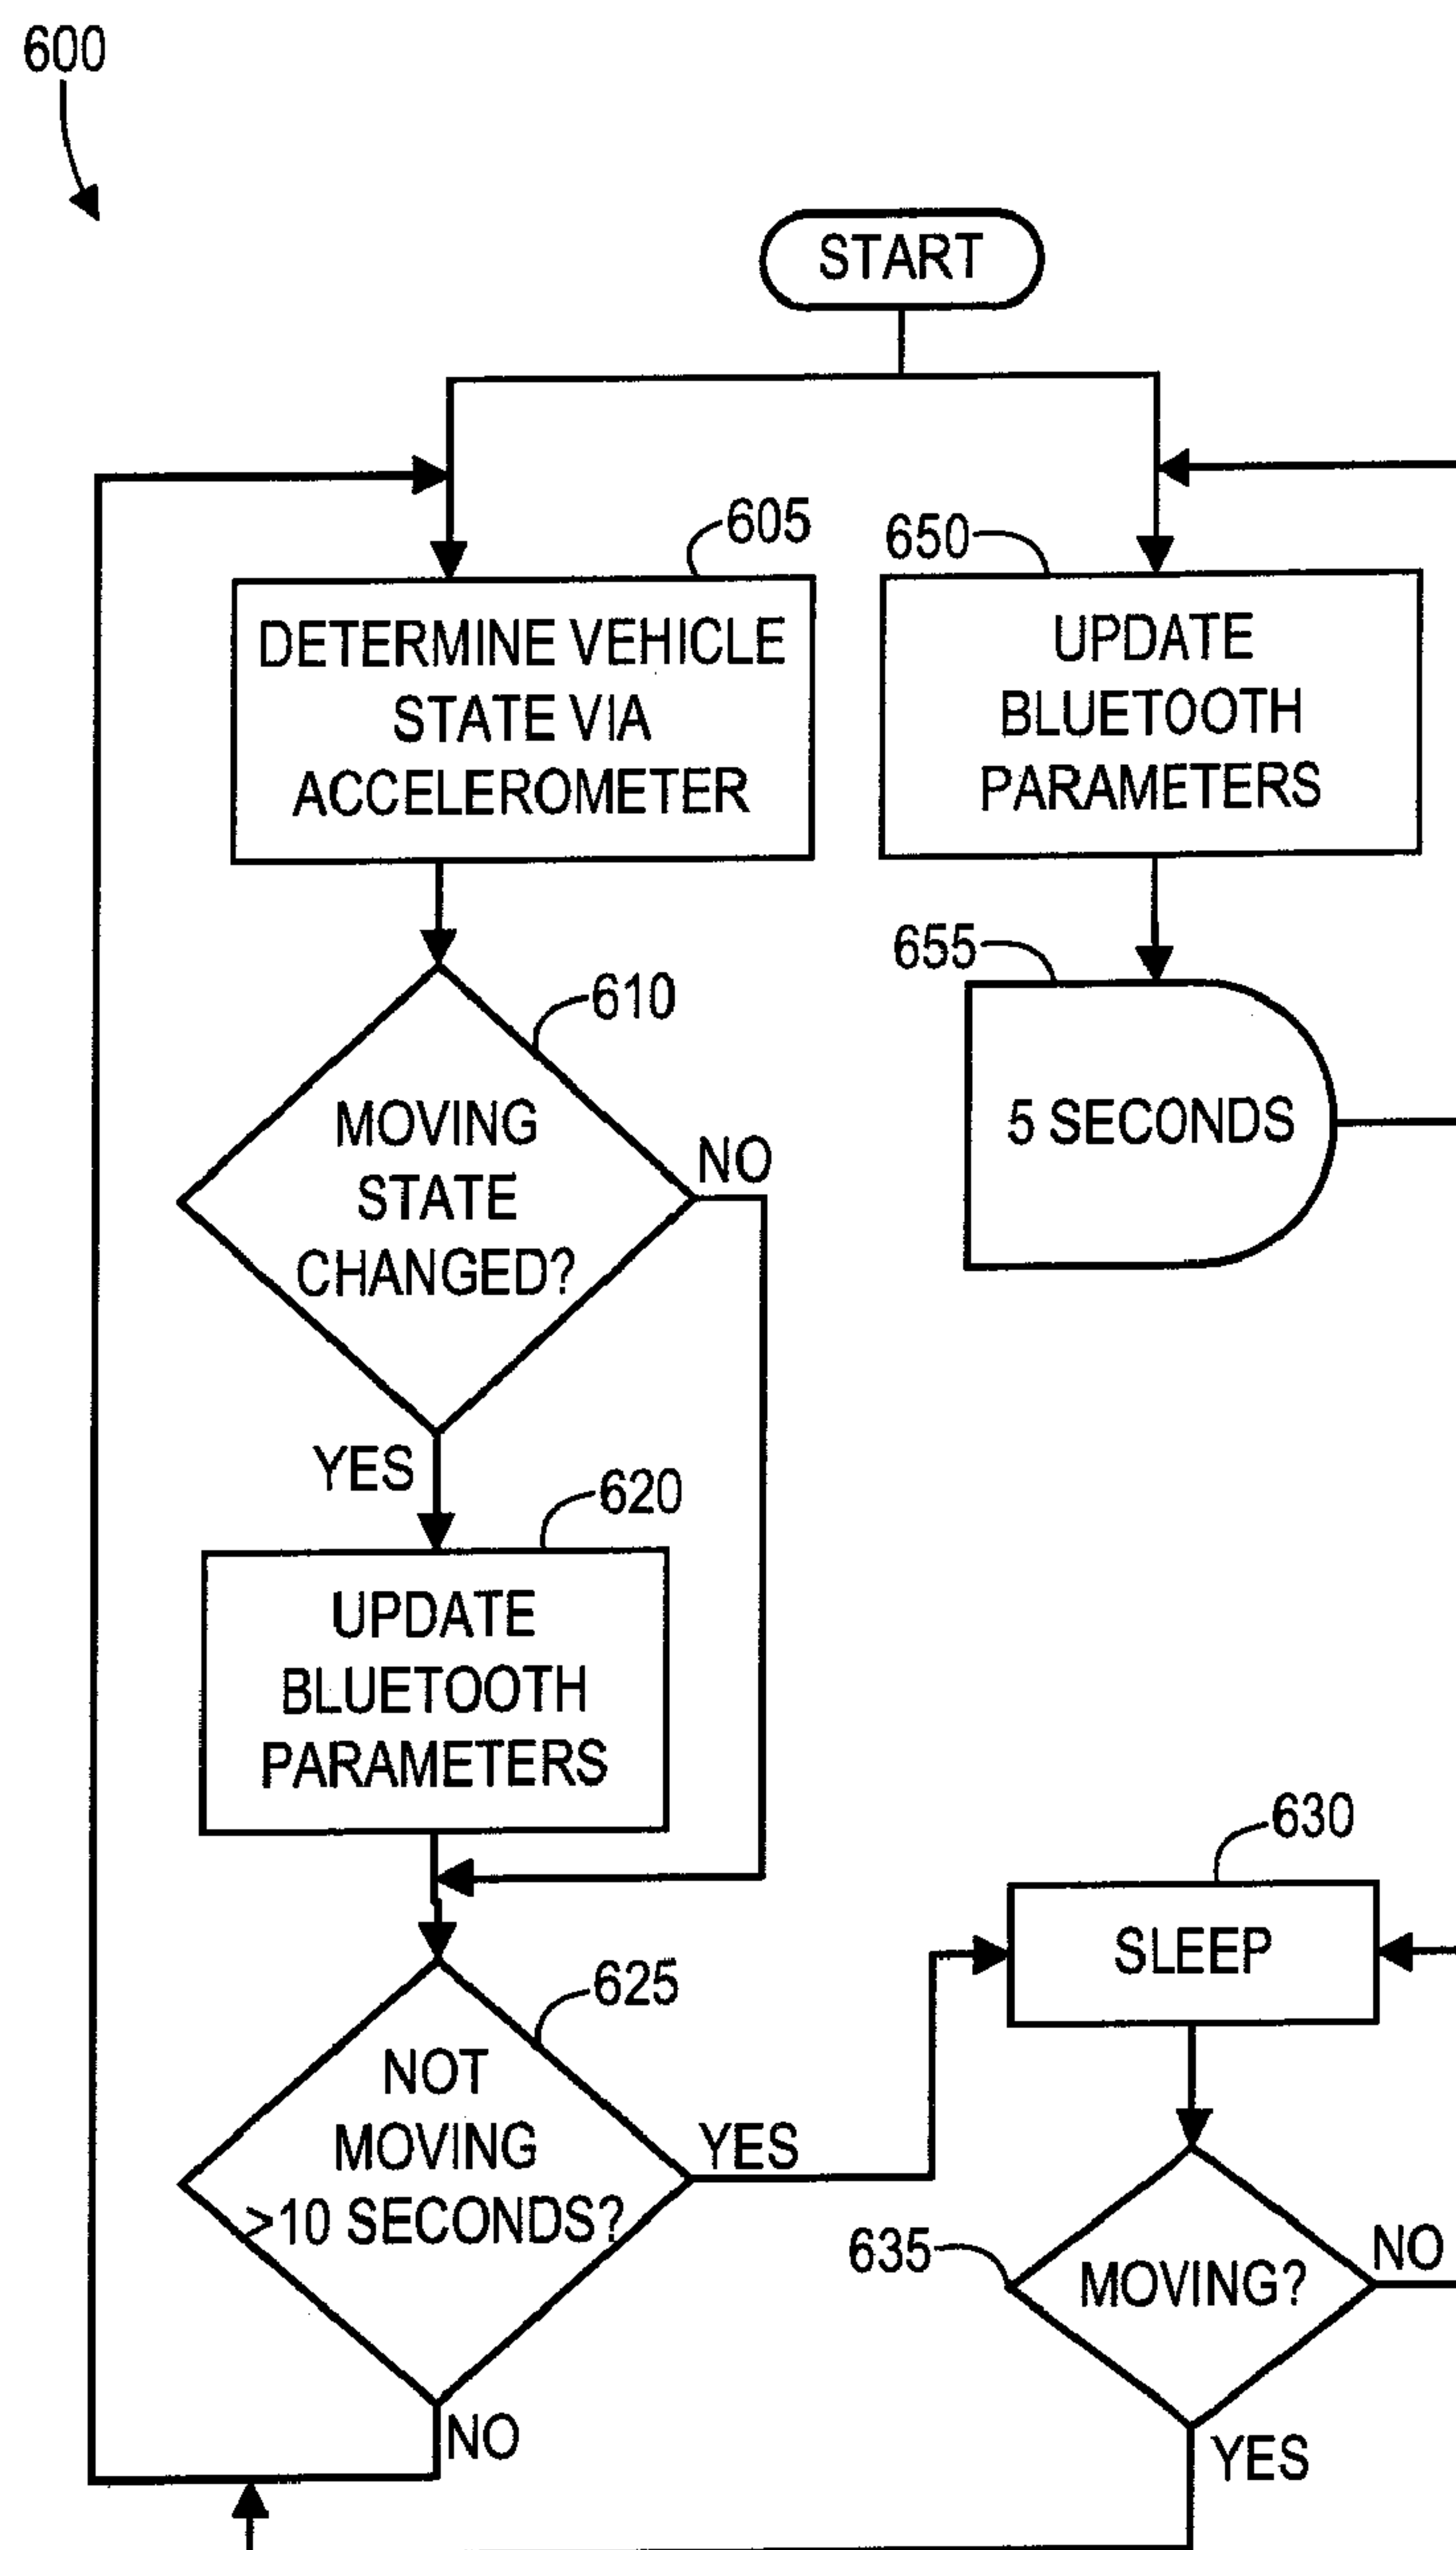 600
START
605
DETERMINE VEHICLE
STATE VIA
ACCELEROMETER
650
UPDATE
BLUETOOTH
PARAMETERS
655
5 SECONDS
610
MOVING
STATE
CHANGED?
NO
YES
620
UPDATE
BLUETOOTH
PARAMETERS
625
NOT
MOVING
>10 SECONDS?
YES
NO
630
SLEEP
635
MOVING?
NO
YES